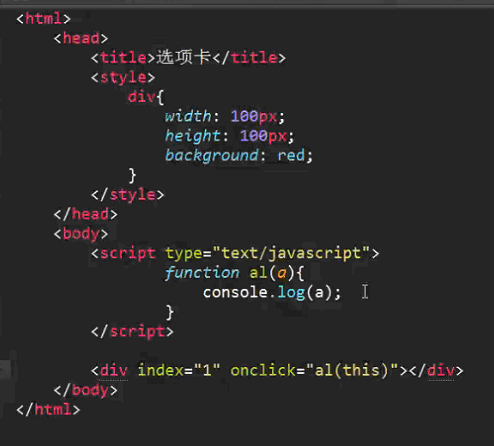 <html>
<head>
<title>选项卡</title>
<style>
div{
width: 100px;
height: 100px;
background: red;
}
</style>
</head>
<body>
<script type="text/javascript">
function al(a){
console.log(a);
}
</script>
<div index="1" onclick="al(this)"></div>
</body>
</html>